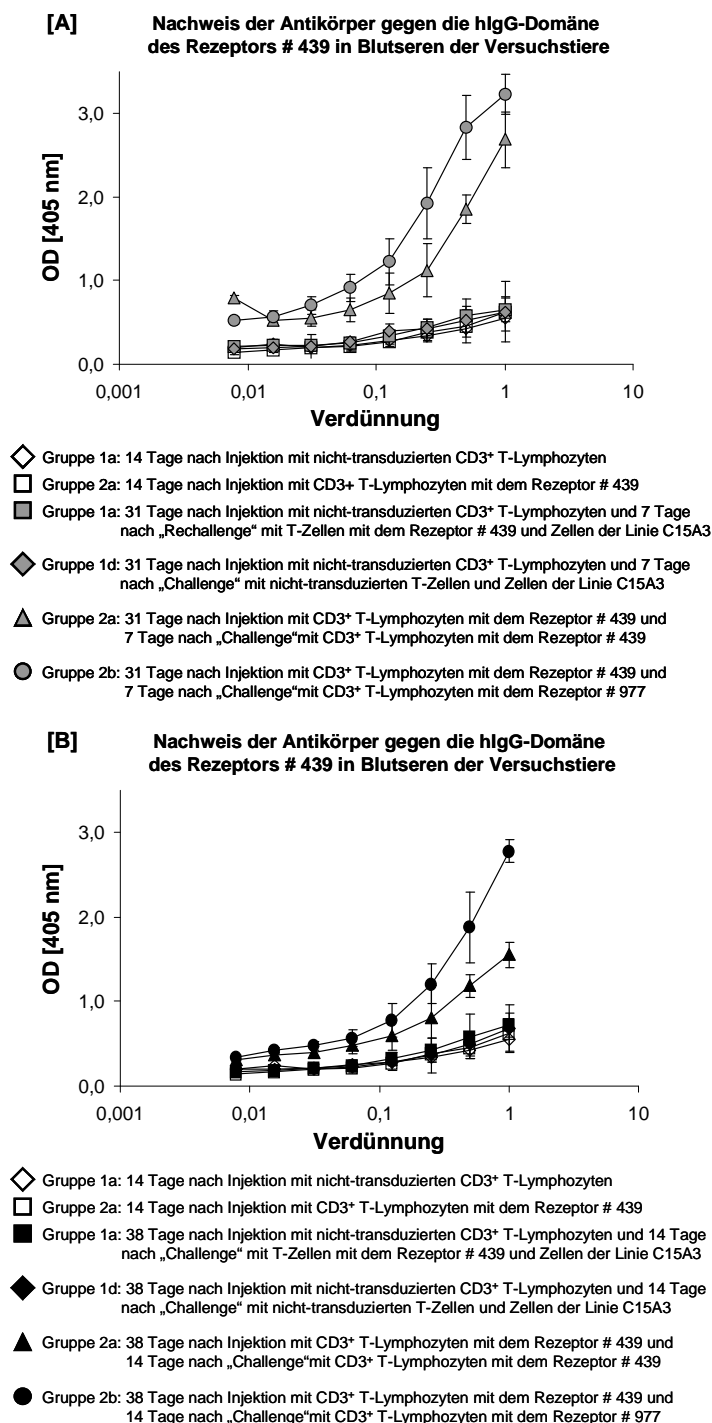 [A]
Nachweis der Antikörper gegen die hIgG-Domäne
des Rezeptors # 439 in Blutseren der Versuchstiere
OD [405 nm]
3,0
2,0
1,0
0,0
0,001
0,01
0,1
1
10
Verdünnung
Gruppe 1a: 14 Tage nach Injektion mit nicht-transduzierten CD3⁺ T-Lymphozyten
Gruppe 2a: 14 Tage nach Injektion mit CD3+ T-Lymphozyten mit dem Rezeptor # 439
Gruppe 1a: 31 Tage nach Injektion mit nicht-transduzierten CD3⁺ T-Lymphozyten und 7 Tage
nach „Rechallenge“ mit T-Zellen mit dem Rezeptor # 439 und Zellen der Linie C15A3
Gruppe 1d: 31 Tage nach Injektion mit nicht-transduzierten CD3⁺ T-Lymphozyten und 7 Tage
nach „Challenge“ mit nicht-transduzierten T-Zellen und Zellen der Linie C15A3
Gruppe 2a: 31 Tage nach Injektion mit CD3⁺ T-Lymphozyten mit dem Rezeptor # 439 und
7 Tage nach „Challenge“mit CD3⁺ T-Lymphozyten mit dem Rezeptor # 439
Gruppe 2b: 31 Tage nach Injektion mit CD3⁺ T-Lymphozyten mit dem Rezeptor # 439 und
7 Tage nach „Challenge“mit CD3⁺ T-Lymphozyten mit dem Rezeptor # 977
[B]
Nachweis der Antikörper gegen die hIgG-Domäne
des Rezeptors # 439 in Blutseren der Versuchstiere
OD [405 nm]
3,0
2,0
1,0
0,0
0,001
0,01
0,1
1
10
Verdünnung
Gruppe 1a: 14 Tage nach Injektion mit nicht-transduzierten CD3⁺ T-Lymphozyten
Gruppe 2a: 14 Tage nach Injektion mit CD3⁺ T-Lymphozyten mit dem Rezeptor # 439
Gruppe 1a: 38 Tage nach Injektion mit nicht-transduzierten CD3⁺ T-Lymphozyten und 14 Tage
nach „Challenge“ mit T-Zellen mit dem Rezeptor # 439 und Zellen der Linie C15A3
Gruppe 1d: 38 Tage nach Injektion mit nicht-transduzierten CD3⁺ T-Lymphozyten und 14 Tage
nach „Challenge“ mit nicht-transduzierten T-Zellen und Zellen der Linie C15A3
Gruppe 2a: 38 Tage nach Injektion mit CD3⁺ T-Lymphozyten mit dem Rezeptor # 439 und
14 Tage nach „Challenge“mit CD3⁺ T-Lymphozyten mit dem Rezeptor # 439
Gruppe 2b: 38 Tage nach Injektion mit CD3⁺ T-Lymphozyten mit dem Rezeptor # 439 und
14 Tage nach „Challenge“mit CD3⁺ T-Lymphozyten mit dem Rezeptor # 977